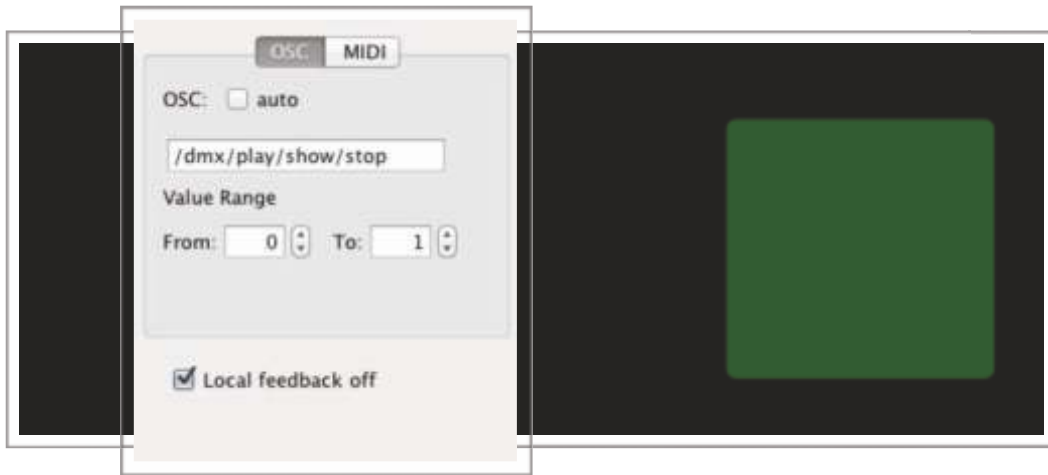 OSC MIDI
OSC: auto
/dmx/play/show/stop
Value Range
From: 0 To: 1
Local feedback off